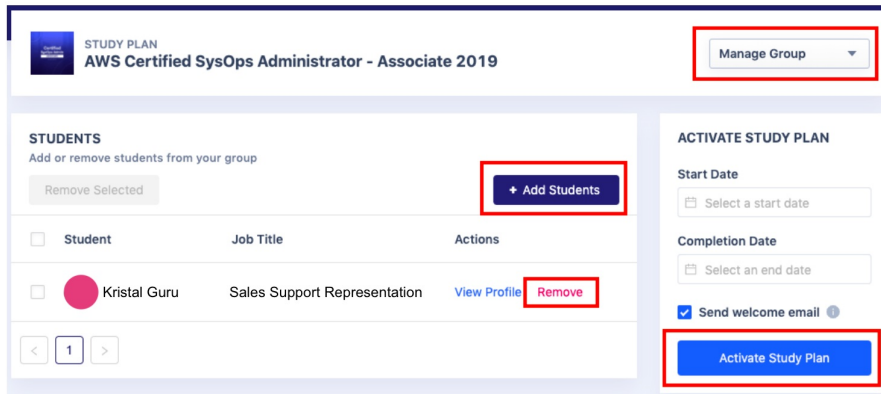 STUDY PLAN
AWS Certified SysOps Administrator - Associate 2019
Manage Group
STUDENTS
Add or remove students from your group
Remove Selected
+ Add Students
Student Job Title Actions
Kristal Guru Sales Support Representation View Profile Remove
< 1 >
ACTIVATE STUDY PLAN
Start Date
Select a start date
Completion Date
Select an end date
Send welcome email
Activate Study Plan